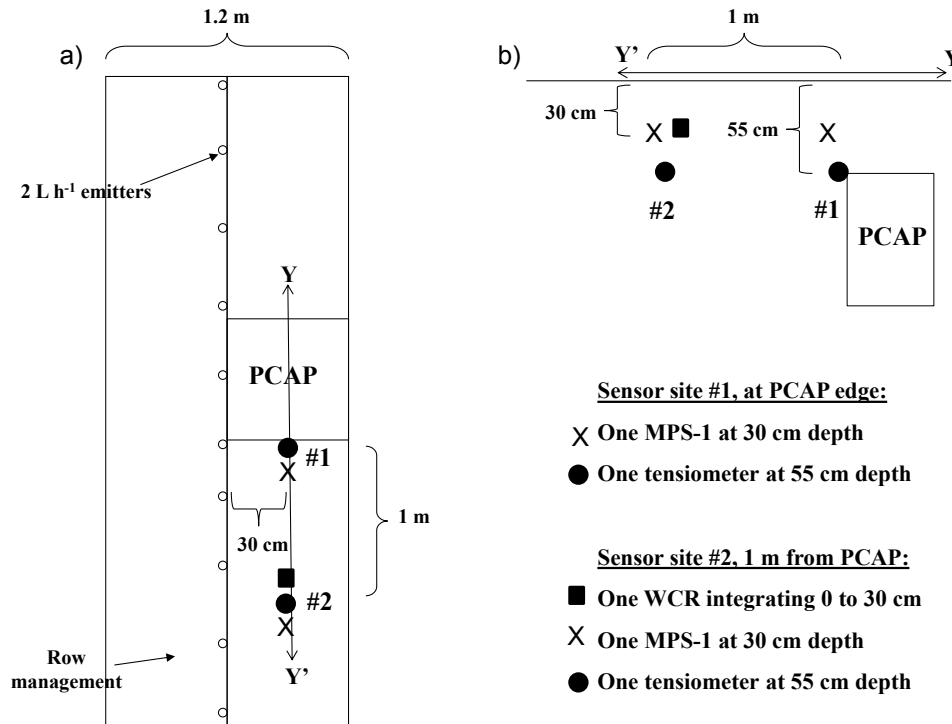 1.2 m
a)
2 L h-1 emitters
Y
PCAP
#1
30 cm
1 m
#2
Row
management
Y'
b)
1 m
Y'
Y
30 cm
55 cm
#2
#1
PCAP
Sensor site #1, at PCAP edge:
X One MPS-1 at 30 cm depth
One tensiometer at 55 cm depth
Sensor site #2, 1 m from PCAP:
One WCR integrating 0 to 30 cm
X One MPS-1 at 30 cm depth
One tensiometer at 55 cm depth